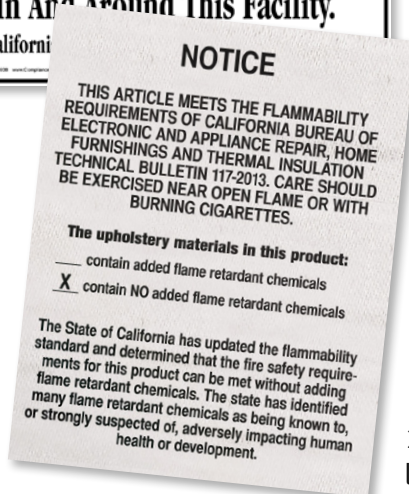 In And Around This Facility.
Californi
NOTICE
THIS ARTICLE MEETS THE FLAMMABILITY
REQUIREMENTS OF CALIFORNIA BUREAU OF
ELECTRONIC AND APPLIANCE REPAIR, HOME
FURNISHINGS AND THERMAL INSULATION
TECHNICAL BULLETIN 117-2013. CARE SHOULD
BE EXERCISED NEAR OPEN FLAME OR WITH
BURNING CIGARETTES.
The upholstery materials in this product:
___ contain added flame retardant chemicals
_X_ contain NO added flame retardant chemicals
The State of California has updated the flammability
standard and determined that the fire safety require-
ments for this product can be met without adding
flame retardant chemicals. The state has identified
many flame retardant chemicals as being known to,
or strongly suspected of, adversely impacting human
health or development.